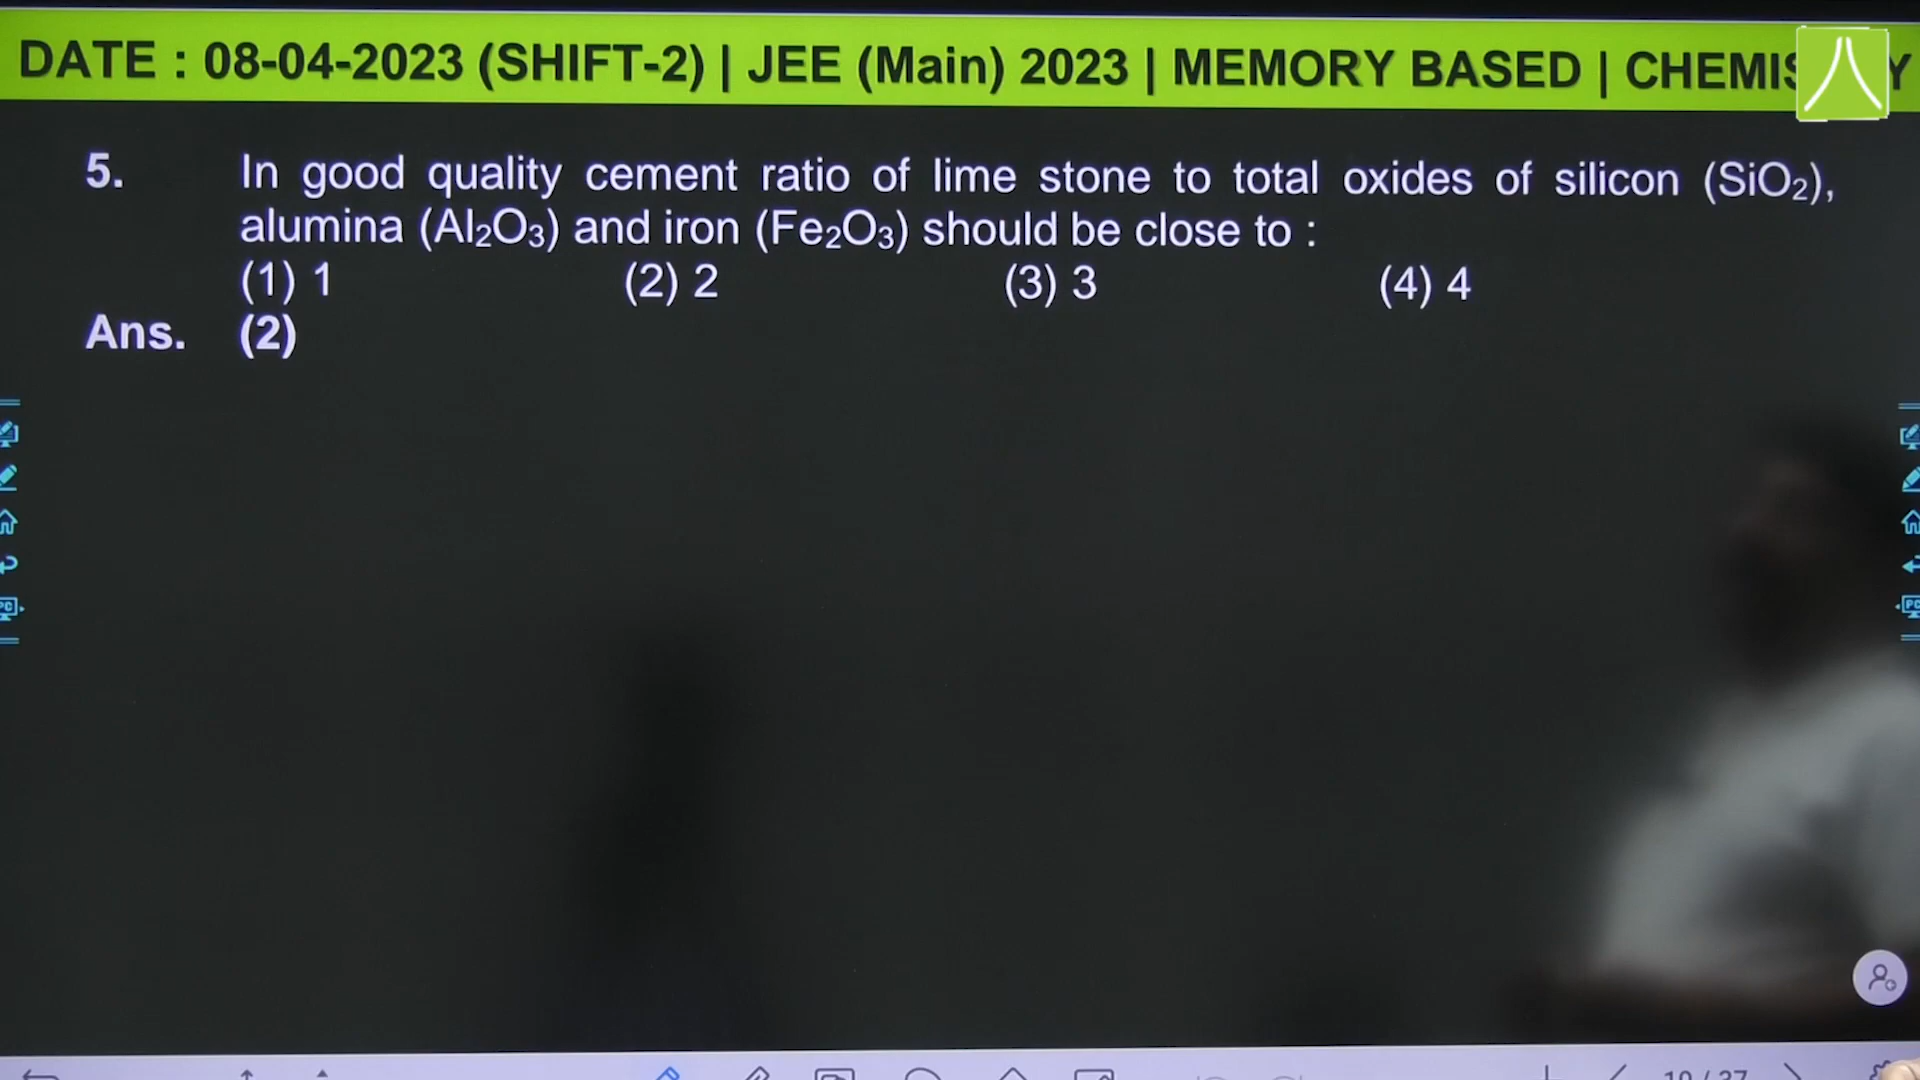 DATE : 08-04-2023 (SHIFT-2) | JEE (Main) 2023 | MEMORY BASED |
5. In good quality cement ratio of lime stone to total oxides of silicon (SiO₂),
alumina (Al₂O₃) and iron (Fe₂O₃) should be close to :
(1) 1 (2) 2 (3) 3 (4) 4
Ans. (2)